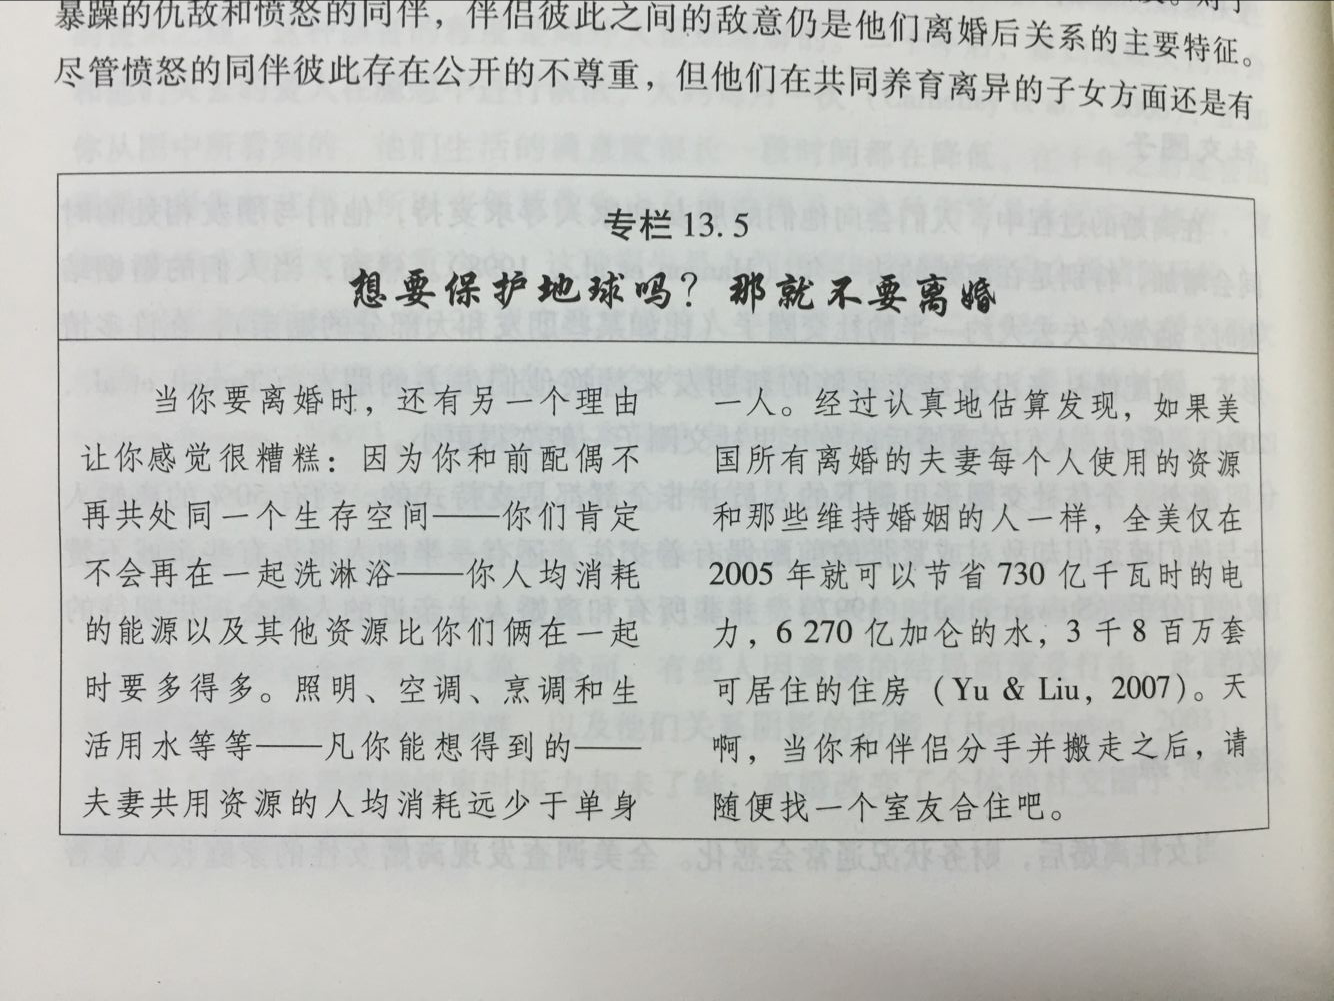 暴躁的仇敌和愤怒的同伴，伴侣彼此之间的敌意仍是他们离婚后关系的主要特征。
尽管愤怒的同伴彼此存在公开的不尊重，但他们在共同养育离异的子女方面还是有
专栏 13.5
想要保护地球吗？那就不要离婚
当你要离婚时，还有另一个理由
让你感觉很糟糕：因为你和前配偶不
再共处同一个生存空间——你们肯定
不会再在一起洗淋浴——你人均消耗
的能源以及其他资源比你们俩在一起
时要多得多。照明、空调、烹调和生
活用水等等——凡你能想得到的——
夫妻共用资源的人均消耗远少于单身
一人。经过认真地估算发现，如果美
国所有离婚的夫妻每个人使用的资源
和那些维持婚姻的人一样，全美仅在
2005 年就可以节省 730 亿千瓦时的电
力，6 270 亿加仑的水，3 千 8 百万套
可居住的住房（Yu & Liu，2007）。天
啊，当你和伴侣分手并搬走之后，请
随便找一个室友合住吧。